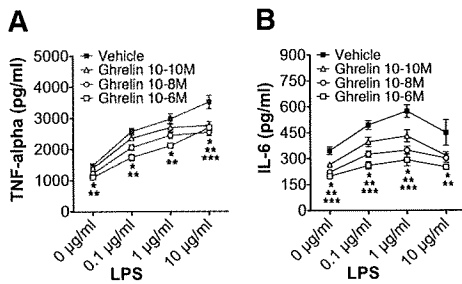 A
TNF-alpha (pg/ml)
5000
4000
3000
2000
1000
0
Vehicle
Ghrelin 10-10M
Ghrelin 10-8M
Ghrelin 10-6M
*
**
*
**
*
**
*
**
***
0 µg/ml
0.1 µg/ml
1 µg/ml
10 µg/ml
LPS
B
IL-6 (pg/ml)
900
750
600
450
300
150
0
Vehicle
Ghrelin 10-10M
Ghrelin 10-8M
Ghrelin 10-6M
*
**
***
*
**
***
*
**
***
*
**
0 µg/ml
0.1 µg/ml
1 µg/ml
10 µg/ml
LPS